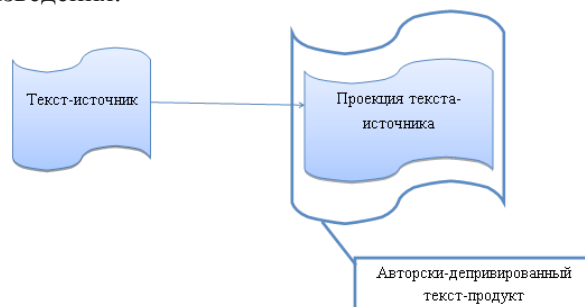 Текст-источник
Проекция текста-
источника
Авторски-депривированный
текст-продукт